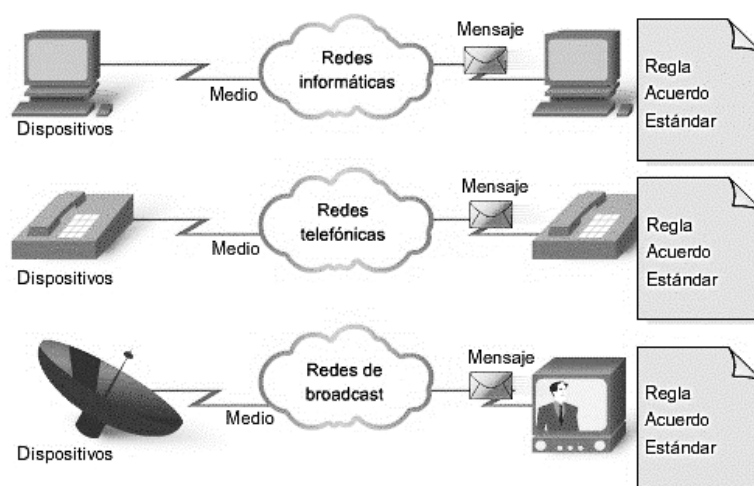 Mensaje
Redes
informáticas
Medio
Dispositivos
Regla
Acuerdo
Estándar
Mensaje
Redes
telefónicas
Medio
Dispositivos
Regla
Acuerdo
Estándar
Mensaje
Redes de
broadcast
Medio
Dispositivos
Regla
Acuerdo
Estándar